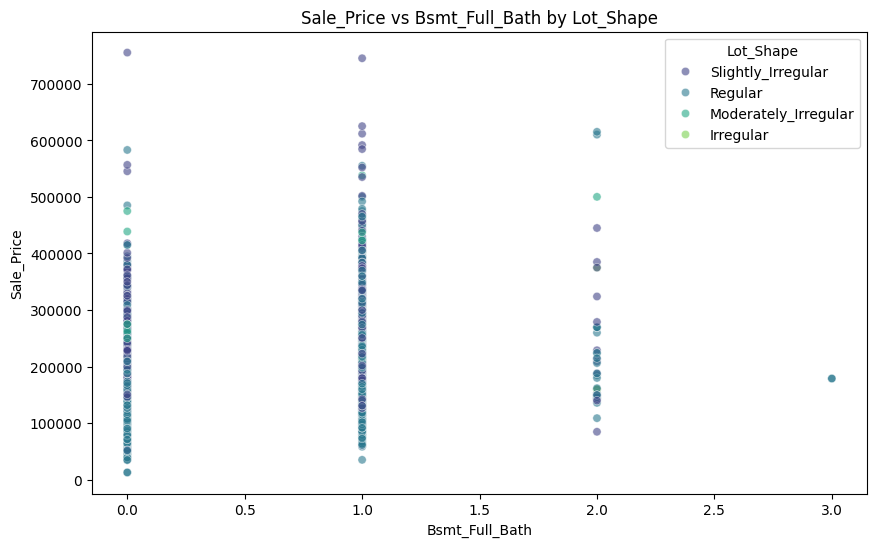 Sale_Price vs Bsmt_Full_Bath by Lot_Shape
Lot_Shape
Slightly_Irregular
Regular
Moderately_Irregular
Irregular
Sale_Price
700000
600000
500000
400000
300000
200000
100000
0
0.0 0.5 1.0 1.5 2.0 2.5 3.0
Bsmt_Full_Bath